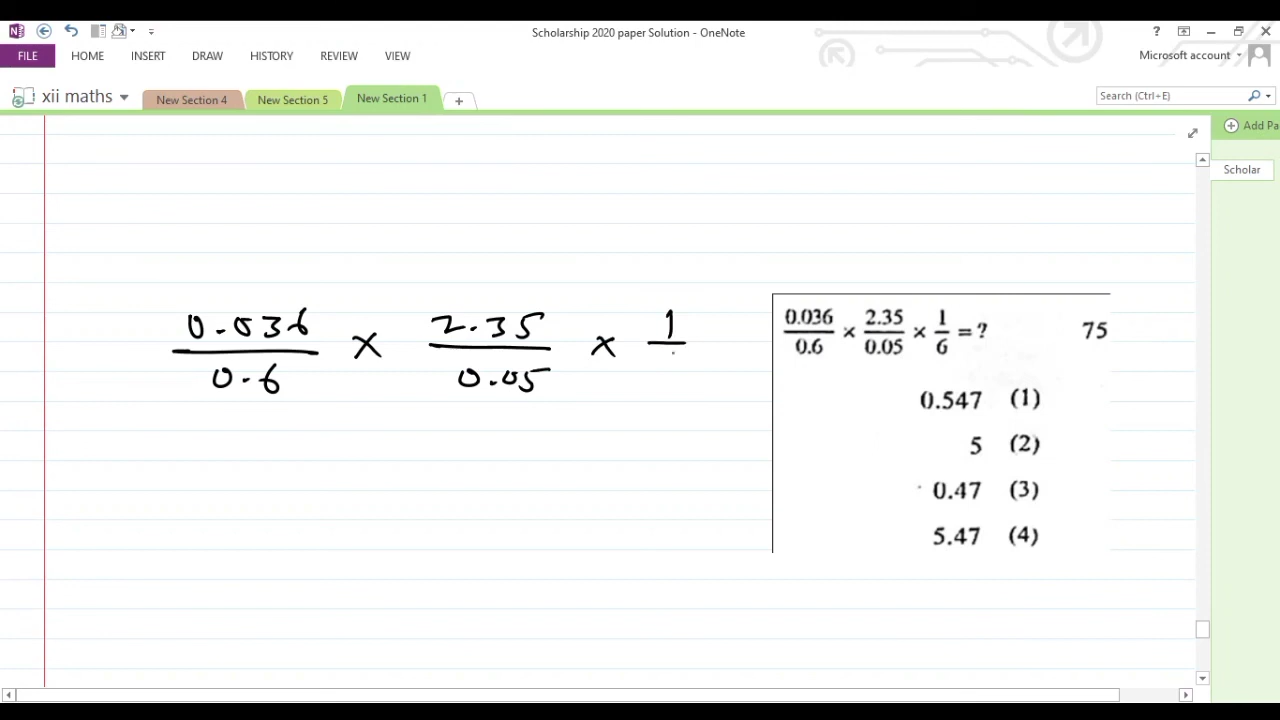 Scholarship 2020 paper Solution - OneNote
FILE HOME INSERT DRAW HISTORY REVIEW VIEW
Microsoft account
xii maths
New Section 4 New Section 5 New Section 1 +
Search (Ctrl+E)
Add Pa
Scholar
0.036/0.6 × 2.35/0.05 × 1/
0.036/0.6 × 2.35/0.05 × 1/6 = ? 75
0.547 (1)
5 (2)
0.47 (3)
5.47 (4)